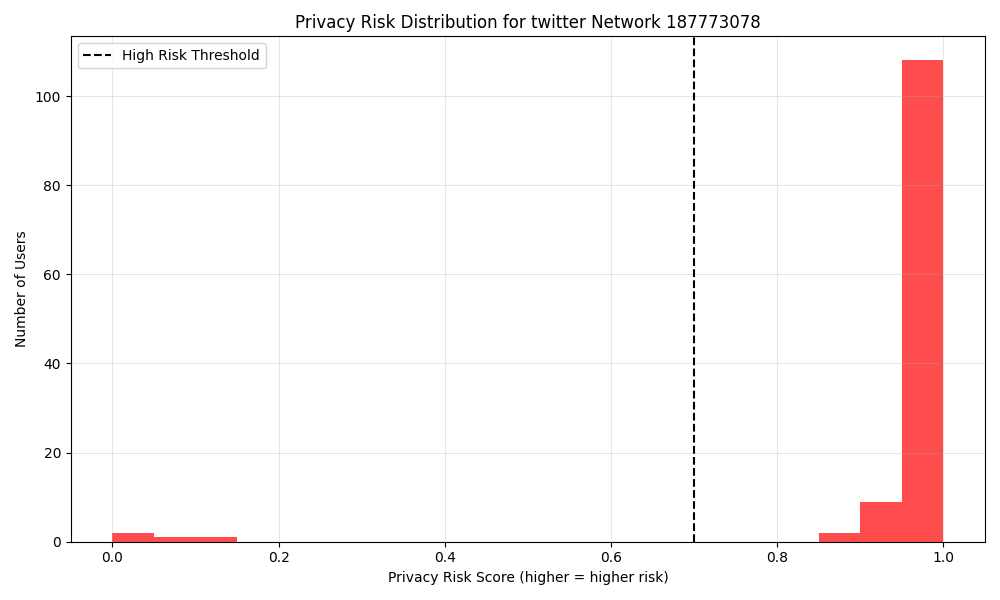 Privacy Risk Distribution for twitter Network 187773078
High Risk Threshold
Number of Users
100
80
60
40
20
0
0.0 0.2 0.4 0.6 0.8 1.0
Privacy Risk Score (higher = higher risk)